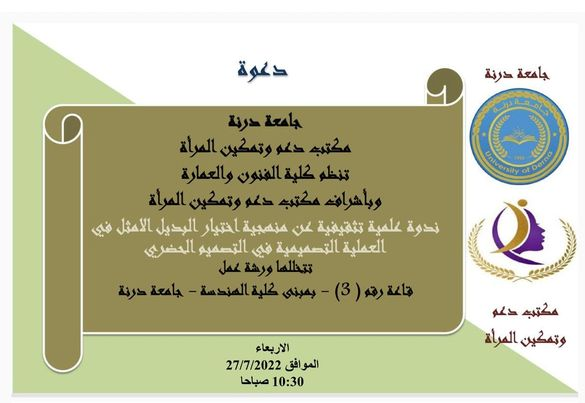 دعوة
جامعة درنة
مكتب دعم وتمكين المرأة
تنظم كلية الفنون والعمارة
وبأشراف مكتب دعم وتمكين المرأة
ندوة علمية تثقيفية عن منهجية اختيار البديل الامثل في
العملية التصميمية في التصميم الحضري
تتخللها ورشة عمل
قاعة رقم ( 3 ) - بمبنى كلية الهندسة - جامعة درنة
الاربعاء
الموافق 27/7/2022
10:30 صباحا
جامعة درنة
جامعة درنة
University of Derna
مكتب دعم
وتمكين المرأة